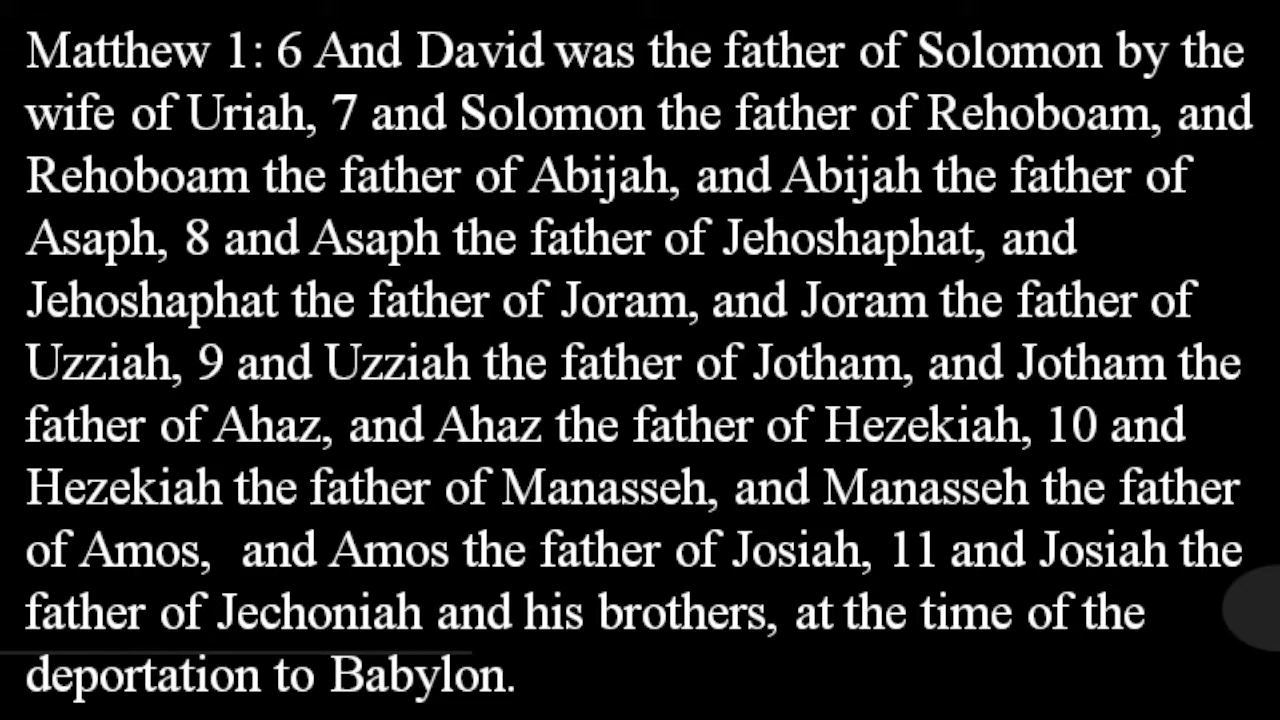 Matthew 1: 6 And David was the father of Solomon by the
wife of Uriah, 7 and Solomon the father of Rehoboam, and
Rehoboam the father of Abijah, and Abijah the father of
Asaph, 8 and Asaph the father of Jehoshaphat, and
Jehoshaphat the father of Joram, and Joram the father of
Uzziah, 9 and Uzziah the father of Jotham, and Jotham the
father of Ahaz, and Ahaz the father of Hezekiah, 10 and
Hezekiah the father of Manasseh, and Manasseh the father
of Amos,  and Amos the father of Josiah, 11 and Josiah the
father of Jechoniah and his brothers, at the time of the
deportation to Babylon.